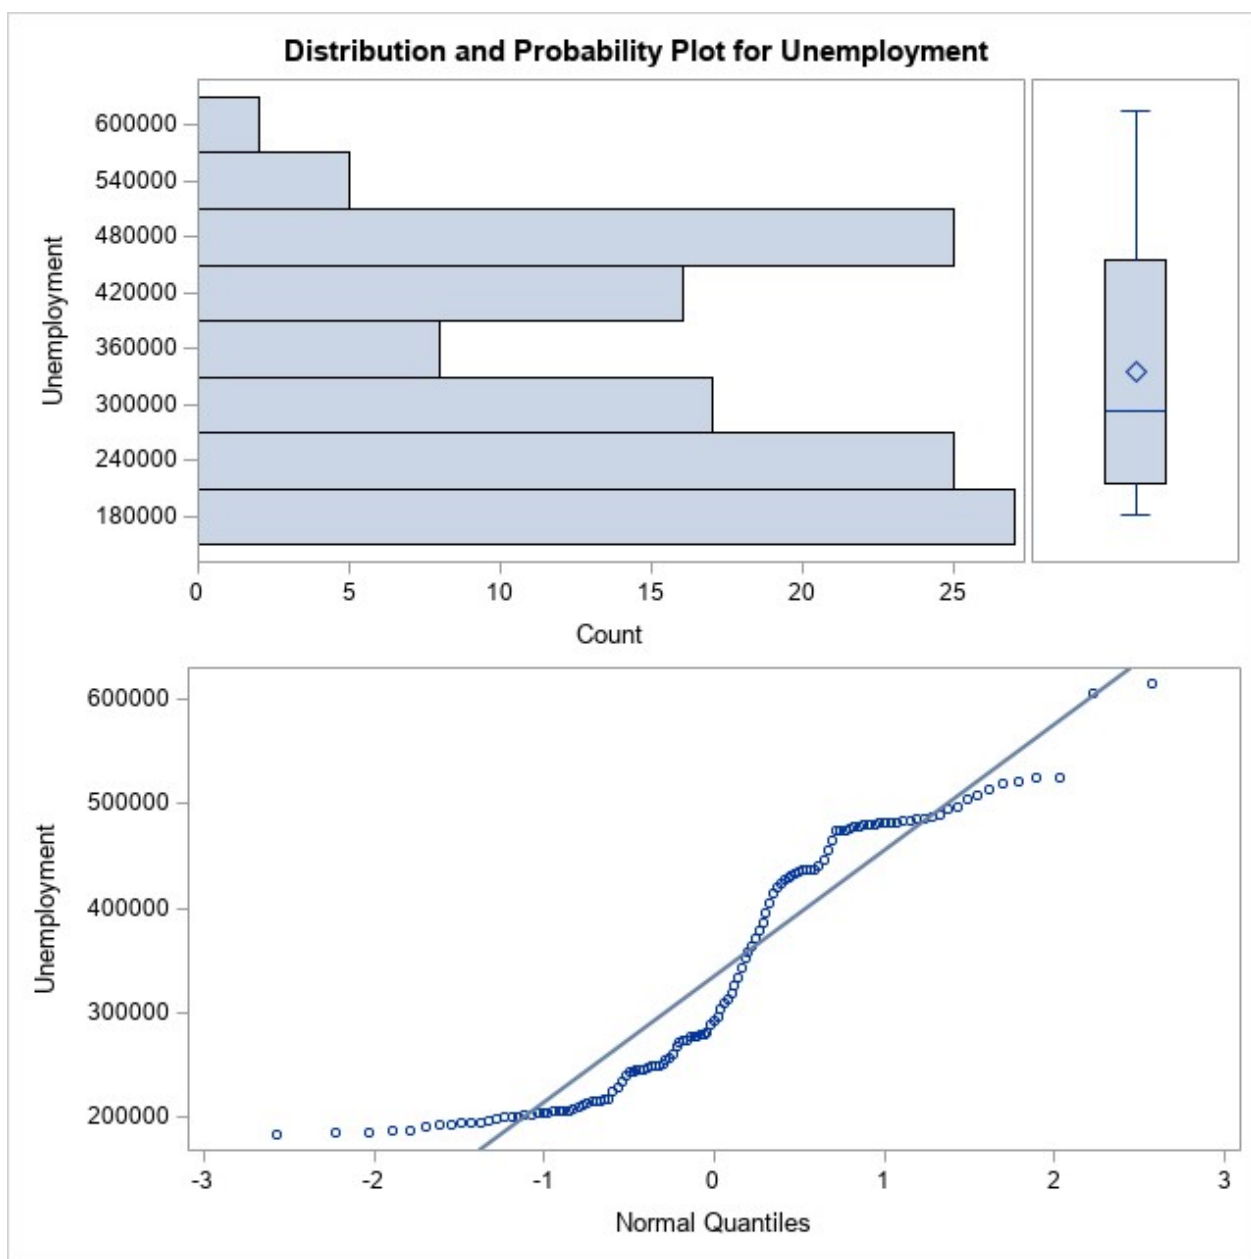 Distribution and Probability Plot for Unemployment
Unemployment
600000
540000
480000
420000
360000
300000
240000
180000
0 5 10 15 20 25
Count
Unemployment
600000
500000
400000
300000
200000
-3 -2 -1 0 1 2 3
Normal Quantiles